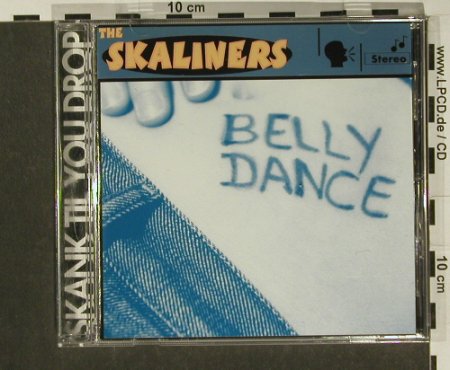 10 cm
THE
SKALINERS
Stereo
BELLY
DANCE
SKANK 'TIL YOU DROP
www.LPCD.de / CD
10 cm